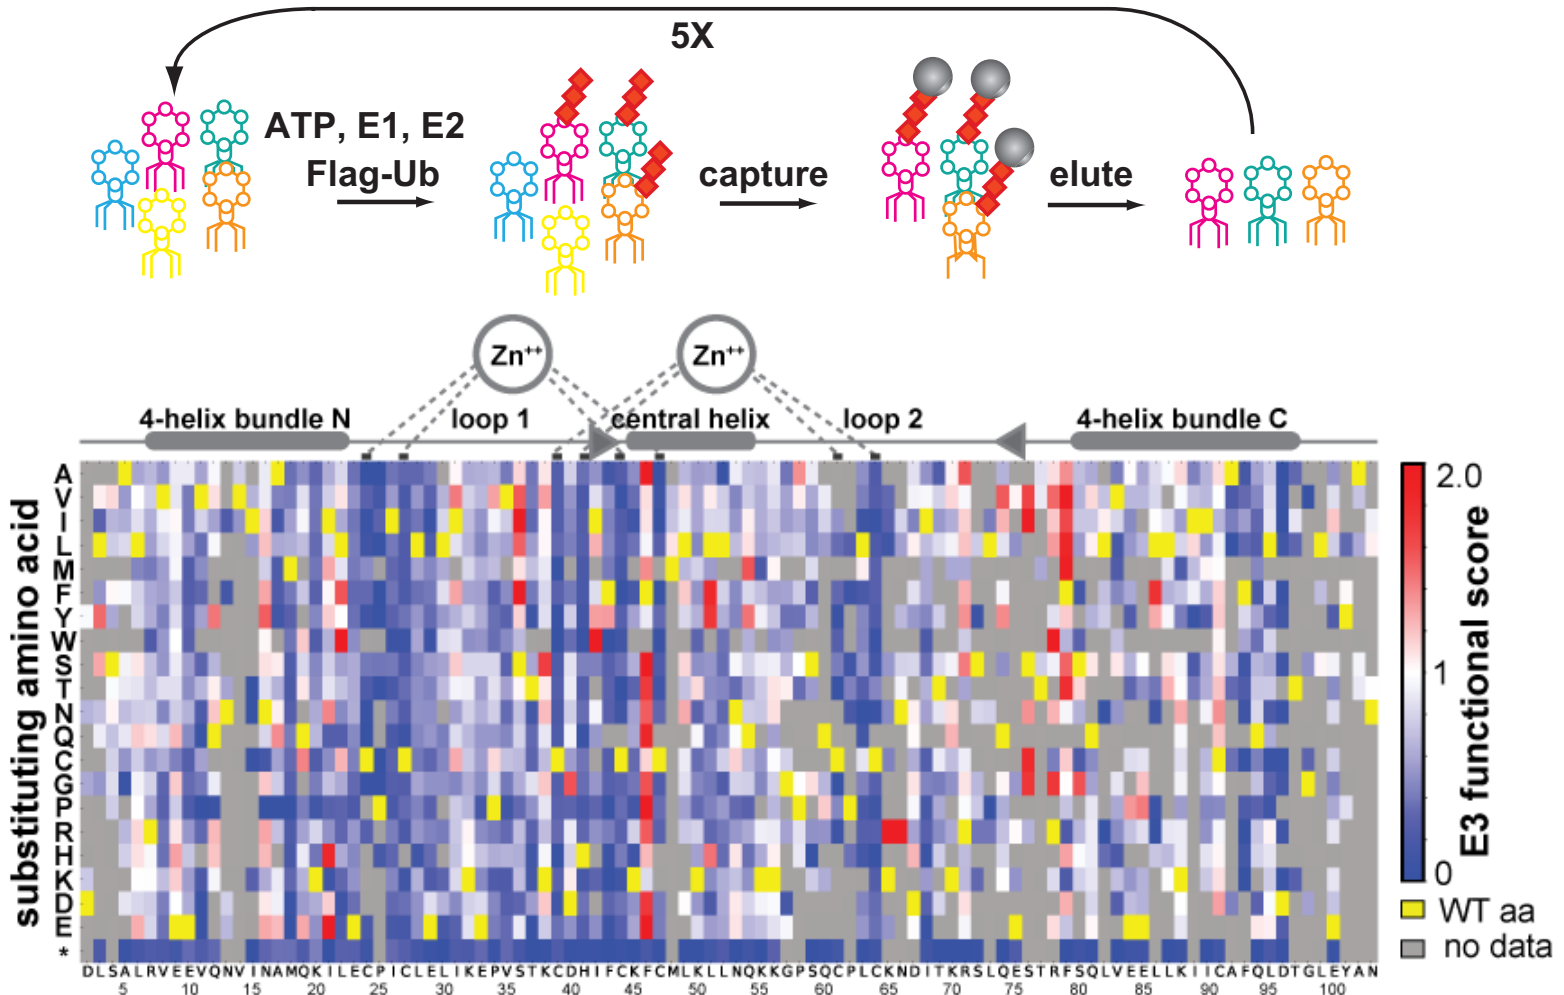 5X
ATP, E1, E2
Flag-Ub
capture
elute
Zn++
Zn++
4-helix bundle N
loop 1
central helix
loop 2
4-helix bundle C
substituting amino acid
A
V
I
L
M
F
Y
W
S
T
N
Q
C
G
P
R
H
K
D
E
*
DLSALRVEEVQNVINAMQKILECPICLELIKEPVSTKCDHIFCKFCMLKLLNQKKGPSQCPLCKNDITKRSLQESTRFSQLVEELLKIICAFQLDTGLEYAN
5 10 15 20 25 30 35 40 45 50 55 60 65 70 75 80 85 90 95 100
2.0
1
0
E3 functional score
WT aa
no data